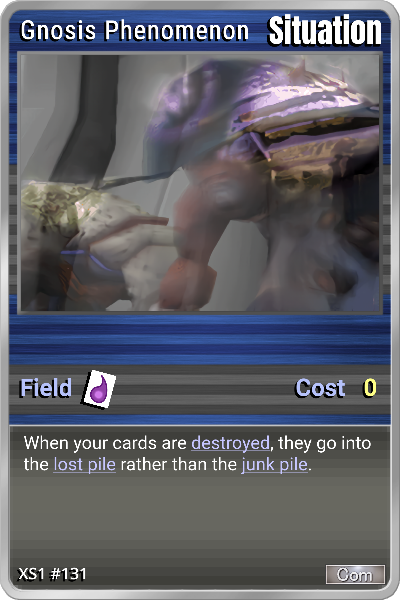 Gnosis Phenomenon Situation
Field Cost 0
When your cards are destroyed, they go into
the lost pile rather than the junk pile.
XS1 #131 Com